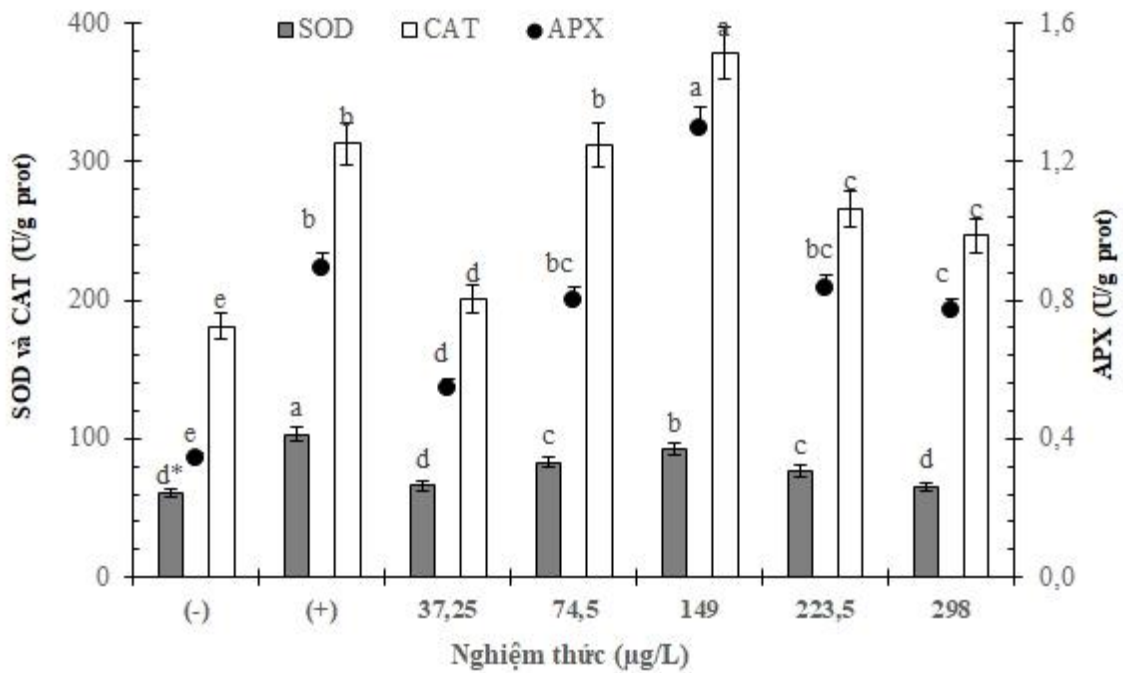 SOD CAT APX
SOD và CAT (U/g prot)
400
300
200
100
0
d* e e
a b b
d d d
c bc b
b a a
c bc c
d c c
1,6
1,2
0,8
0,4
0,0
APX (U/g prot)
(-) (+) 37,25 74,5 149 223,5 298
Nghiệm thức (µg/L)